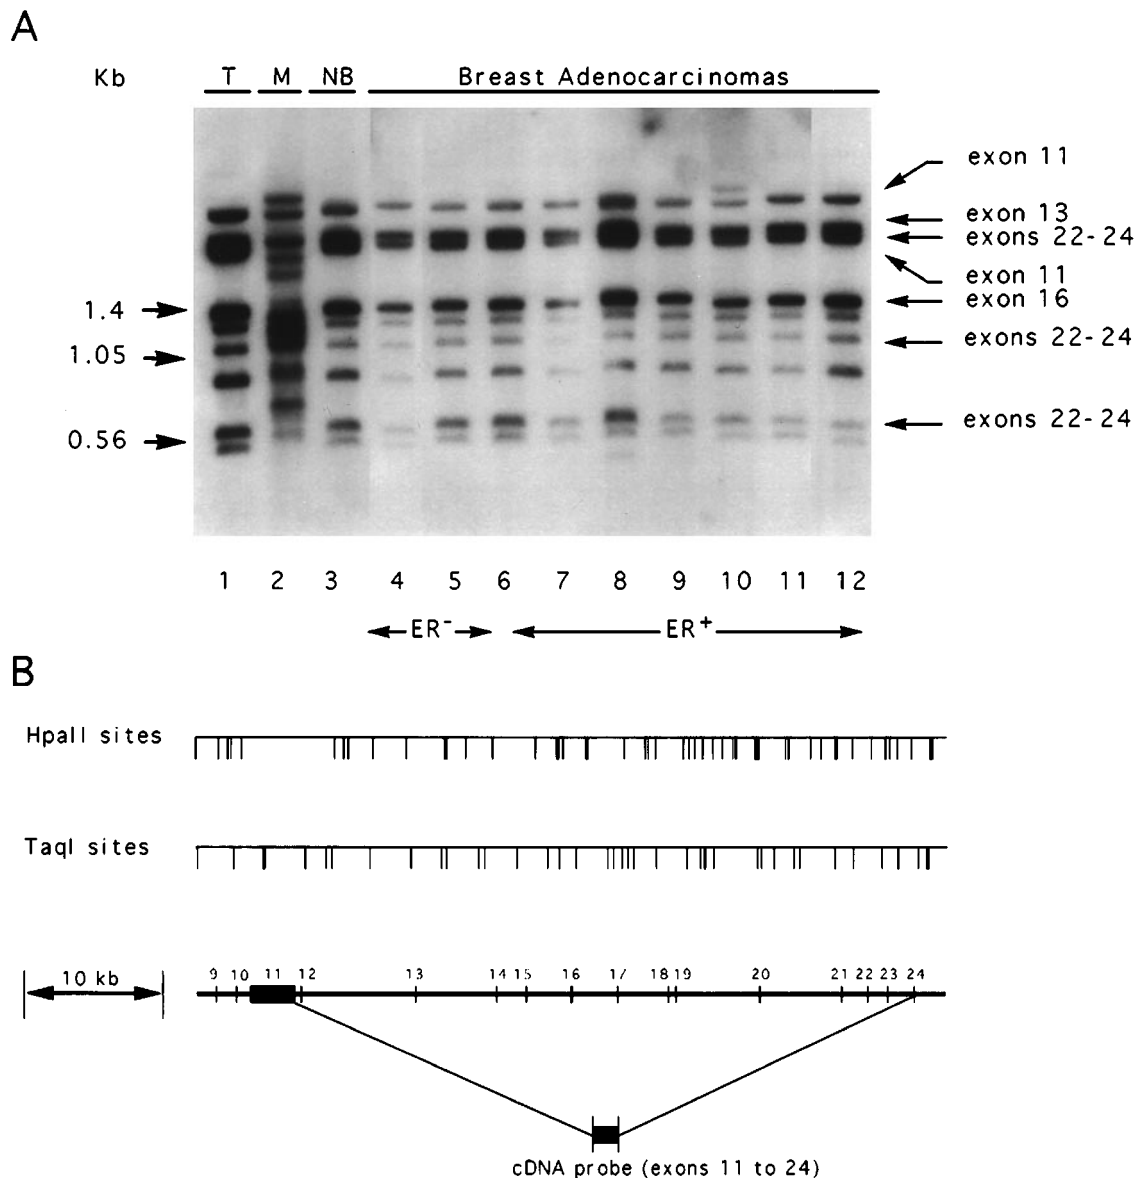 A
Kb T M NB Breast Adenocarcinomas
exon 11
exon 13
exons 22-24
exon 11
1.4 exon 16
exons 22-24
1.05
0.56 exons 22-24
1 2 3 4 5 6 7 8 9 10 11 12
ER⁻ ER⁺
B
HpaII sites
TaqI sites
10 kb 9 10 11 12 13 14 15 16 17 18 19 20 21 22 23 24
cDNA probe (exons 11 to 24)